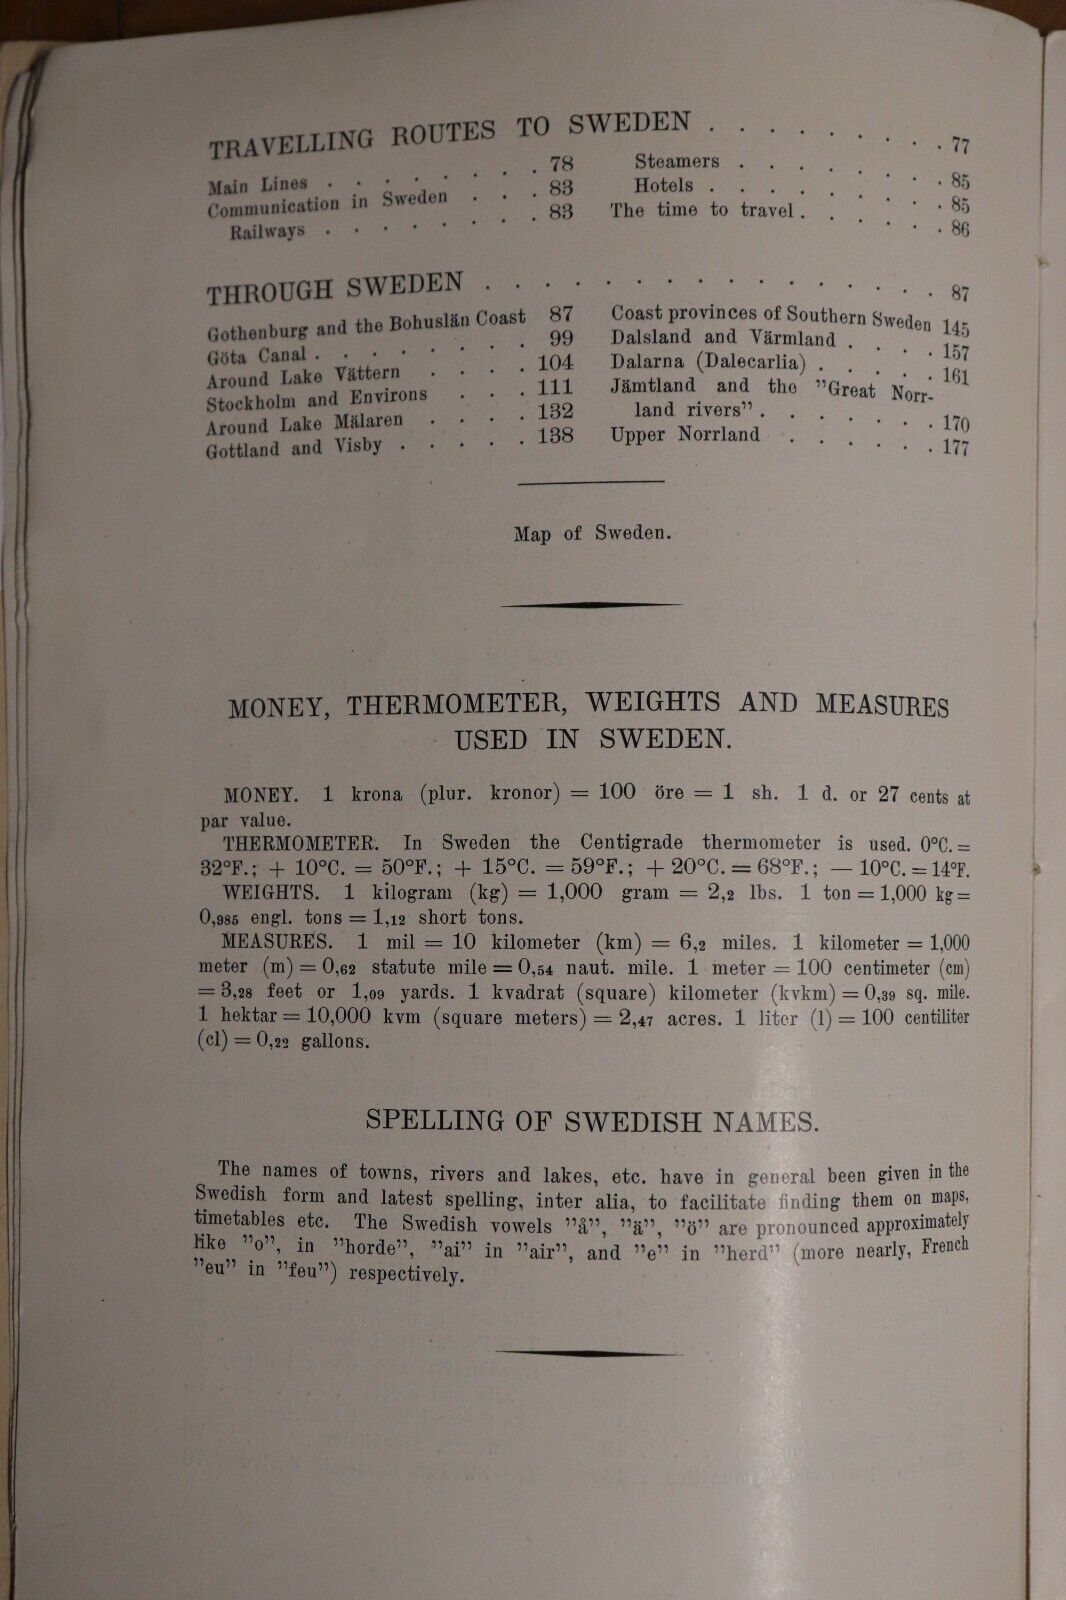 TRAVELLING ROUTES TO SWEDEN . . . . . . . . . 77
Main Lines . . . . . . . . 78
Communication in Sweden . . . 83
Railways . . . . . . . . 83
Steamers . . . . . . . . 85
Hotels . . . . . . . . . 85
The time to travel . . . . . . 86
THROUGH SWEDEN . . . . . . . . . . . . . . . . 87
Gothenburg and the Bohuslän Coast 87
Göta Canal . . . . . . . . 99
Around Lake Vättern . . . . 104
Stockholm and Environs . . . 111
Around Lake Mälaren . . . . 132
Gottland and Visby . . . . . 138
Coast provinces of Southern Sweden 145
Dalsland and Värmland . . . . 157
Dalarna (Dalecarlia) . . . . . 161
Jämtland and the ”Great Norr-
land rivers” . . . . . . . 170
Upper Norrland . . . . . . 177
Map of Sweden.
MONEY, THERMOMETER, WEIGHTS AND MEASURES
USED IN SWEDEN.
MONEY. 1 krona (plur. kronor) = 100 öre = 1 sh. 1 d. or 27 cents at
par value.
THERMOMETER. In Sweden the Centigrade thermometer is used. 0°C. =
32°F.; + 10°C. = 50°F.; + 15°C. = 59°F.; + 20°C. = 68°F.; — 10°C. = 14°F.
WEIGHTS. 1 kilogram (kg) = 1,000 gram = 2,2 lbs. 1 ton = 1,000 kg =
0,985 engl. tons = 1,12 short tons.
MEASURES. 1 mil = 10 kilometer (km) = 6,2 miles. 1 kilometer = 1,000
meter (m) = 0,62 statute mile = 0,54 naut. mile. 1 meter = 100 centimeter (cm)
= 3,28 feet or 1,09 yards. 1 kvadrat (square) kilometer (kvkm) = 0,39 sq. mile.
1 hektar = 10,000 kvm (square meters) = 2,47 acres. 1 liter (l) = 100 centiliter
(cl) = 0,22 gallons.
SPELLING OF SWEDISH NAMES.
The names of towns, rivers and lakes, etc. have in general been given in the
Swedish form and latest spelling, inter alia, to facilitate finding them on maps,
timetables etc. The Swedish vowels ”å”, ”ä”, ”ö” are pronounced approximately
like ”o”, in ”horde”, ”ai” in ”air”, and ”e” in ”herd” (more nearly, French
”eu” in ”feu”) respectively.